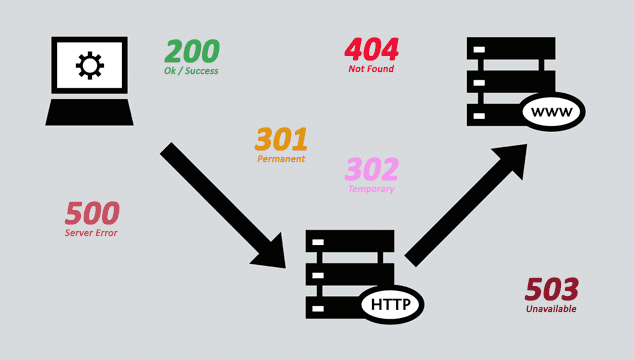 200
Ok / Success
404
Not Found
WWW
301
Permanent
302
Temporary
500
Server Error
HTTP
503
Unavailable